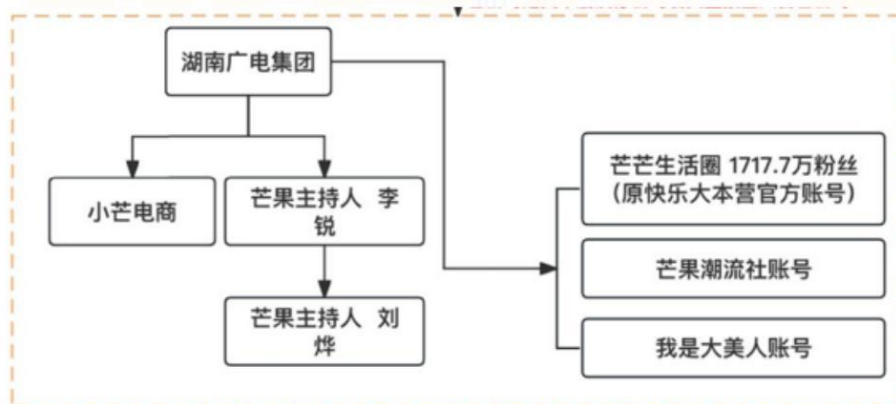 湖南广电集团
小芒电商
芒果主持人 李
锐
芒果主持人 刘
烨
芒芒生活圈 1717.7万粉丝
（原快乐大本营官方账号）
芒果潮流社账号
我是大美人账号